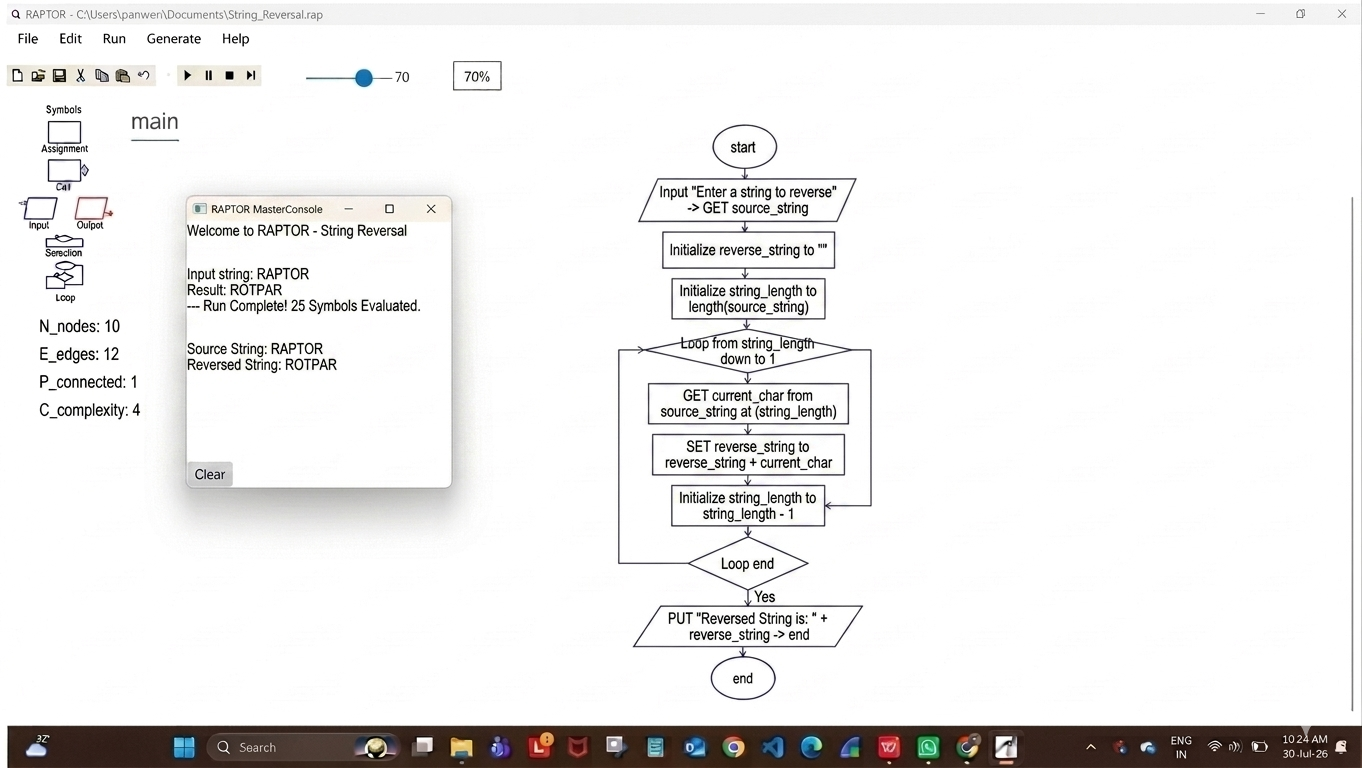 RAPTOR - C:\Users\panwen\Documents\String_Reversal.rap
File Edit Run Generate Help
70
70%
Symbols
Assignment
Call
Input Output
Loop
main
N_nodes: 10
E_edges: 12
P_connected: 1
C_complexity: 4
RAPTOR MasterConsole
Welcome to RAPTOR - String Reversal
Input string: RAPTOR
Result: ROTPAR
--- Run Complete! 25 Symbols Evaluated.
Source String: RAPTOR
Reversed String: ROTPAR
Clear
start
Input "Enter a string to reverse"
-> GET source_string
Initialize reverse_string to ""
Initialize string_length to
length(source_string)
Loop from string_length
down to 1
GET current_char from
source_string at (string_length)
SET reverse_string to
reverse_string + current_char
Initialize string_length to
string_length - 1
Loop end
Yes
PUT "Reversed String is: " +
reverse_string -> end
end
Search
ENG
IN
10:24 AM
30-Jul-26